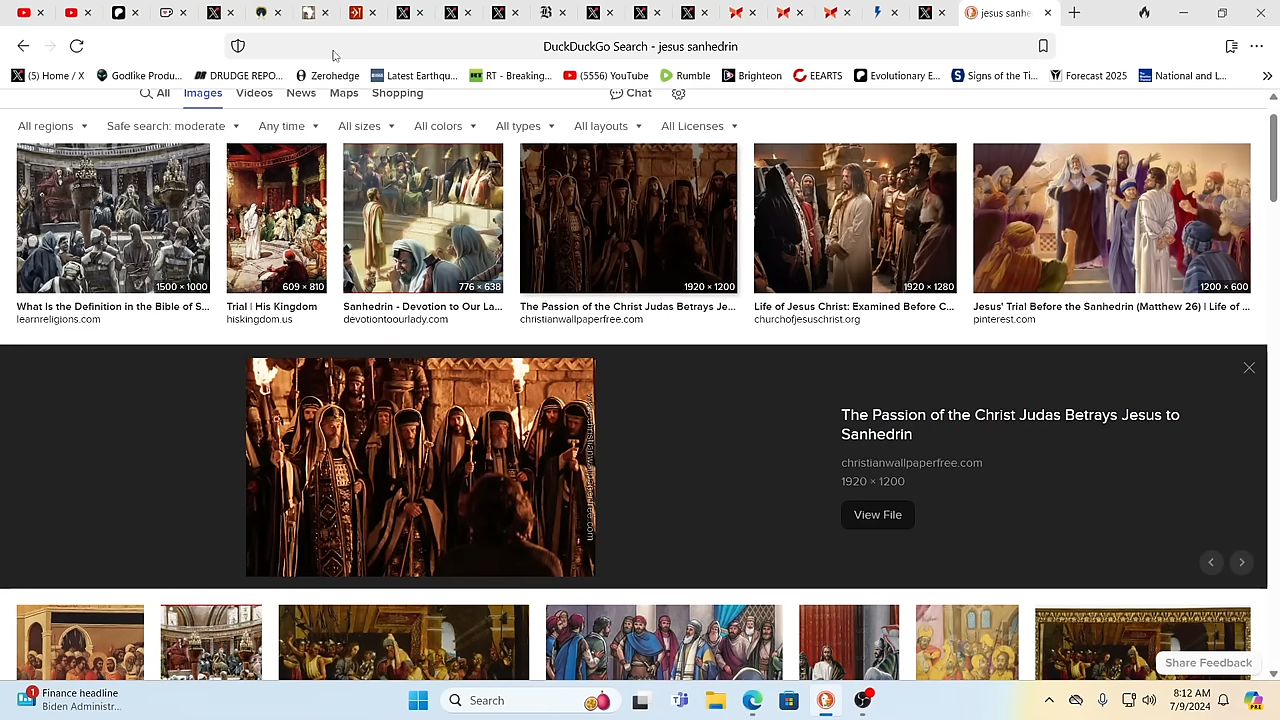 jesus sanhe
DuckDuckGo Search - jesus sanhedrin
(5) Home / X
Godlike Produ...
DRUDGE REPO...
Zerohedge
Latest Earthqu...
RT - Breaking...
(5556) YouTube
Rumble
Brighteon
EEARTS
Evolutionary E...
Signs of the Ti...
Forecast 2025
National and L...
All Images Videos News Maps Shopping Chat
All regions Safe search: moderate Any time All sizes All colors All types All layouts All Licenses
1500 × 1000
609 × 810
776 × 638
1920 × 1200
1920 × 1280
1200 × 600
What Is the Definition in the Bible of S...
learnreligions.com
Trial | His Kingdom
hiskingdom.us
Sanhedrin - Devotion to Our La...
devotiontoourlady.com
The Passion of the Christ Judas Betrays Je...
christianwallpaperfree.com
Life of Jesus Christ: Examined Before C...
churchofjesuschrist.org
Jesus' Trial Before the Sanhedrin (Matthew 26) | Life of ...
pinterest.com
christianwallpaperfree.com
The Passion of the Christ Judas Betrays Jesus to
Sanhedrin
christianwallpaperfree.com
1920 × 1200
View File
Share Feedback
1
Finance headline
Biden Administr...
Search
8:12 AM
7/9/2024
PRE